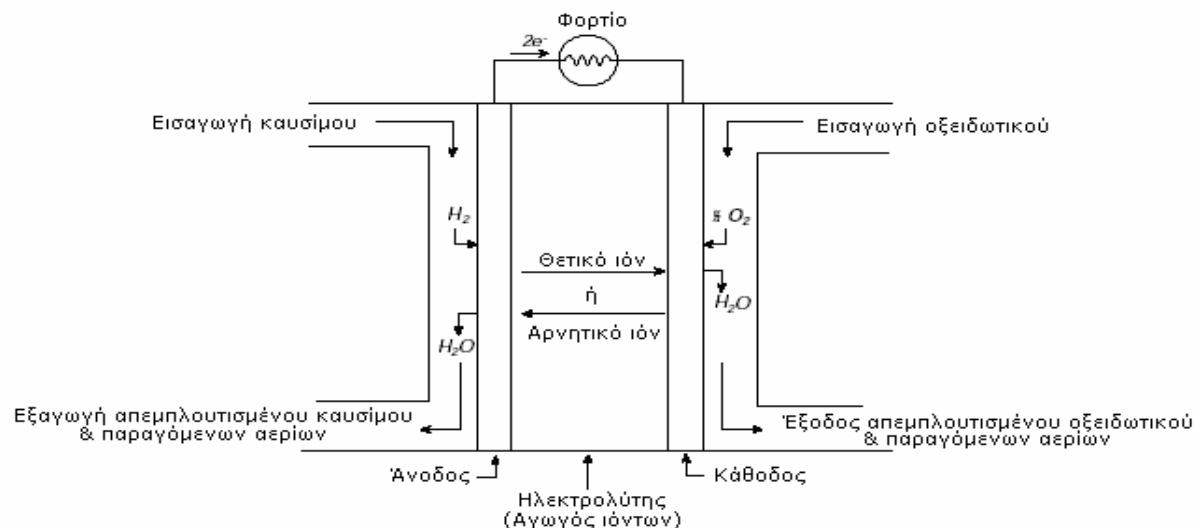 Φορτίο
2e-
Εισαγωγή καυσίμου
Εισαγωγή οξειδωτικού
H2
O2
Θετικό ιόν
ή
Αρνητικό ιόν
H2O
H2O
Εξαγωγή απεμπλουτισμένου καυσίμου
& παραγόμενων αερίων
Έξοδος απεμπλουτισμένου οξειδωτικού
& παραγόμενων αερίων
Άνοδος
Κάθοδος
Ηλεκτρολύτης
(Αγωγός ιόντων)